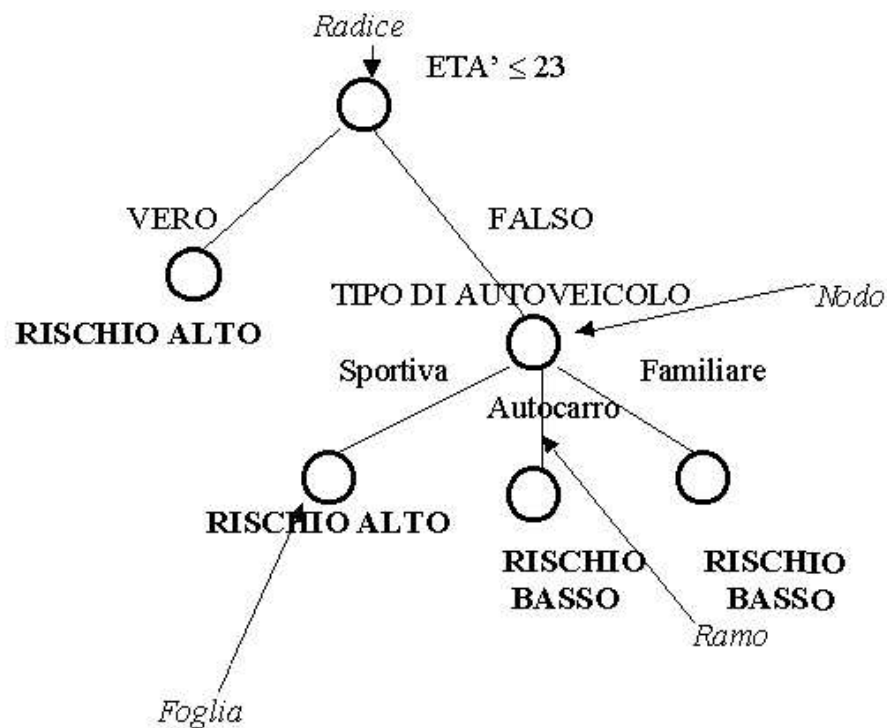 Radice
ETA' ≤ 23
VERO
FALSO
RISCHIO ALTO
TIPO DI AUTOVEICOLO
Nodo
Sportiva
Familiare
Autocarro
RISCHIO ALTO
RISCHIO
BASSO
RISCHIO
BASSO
Ramo
Foglia